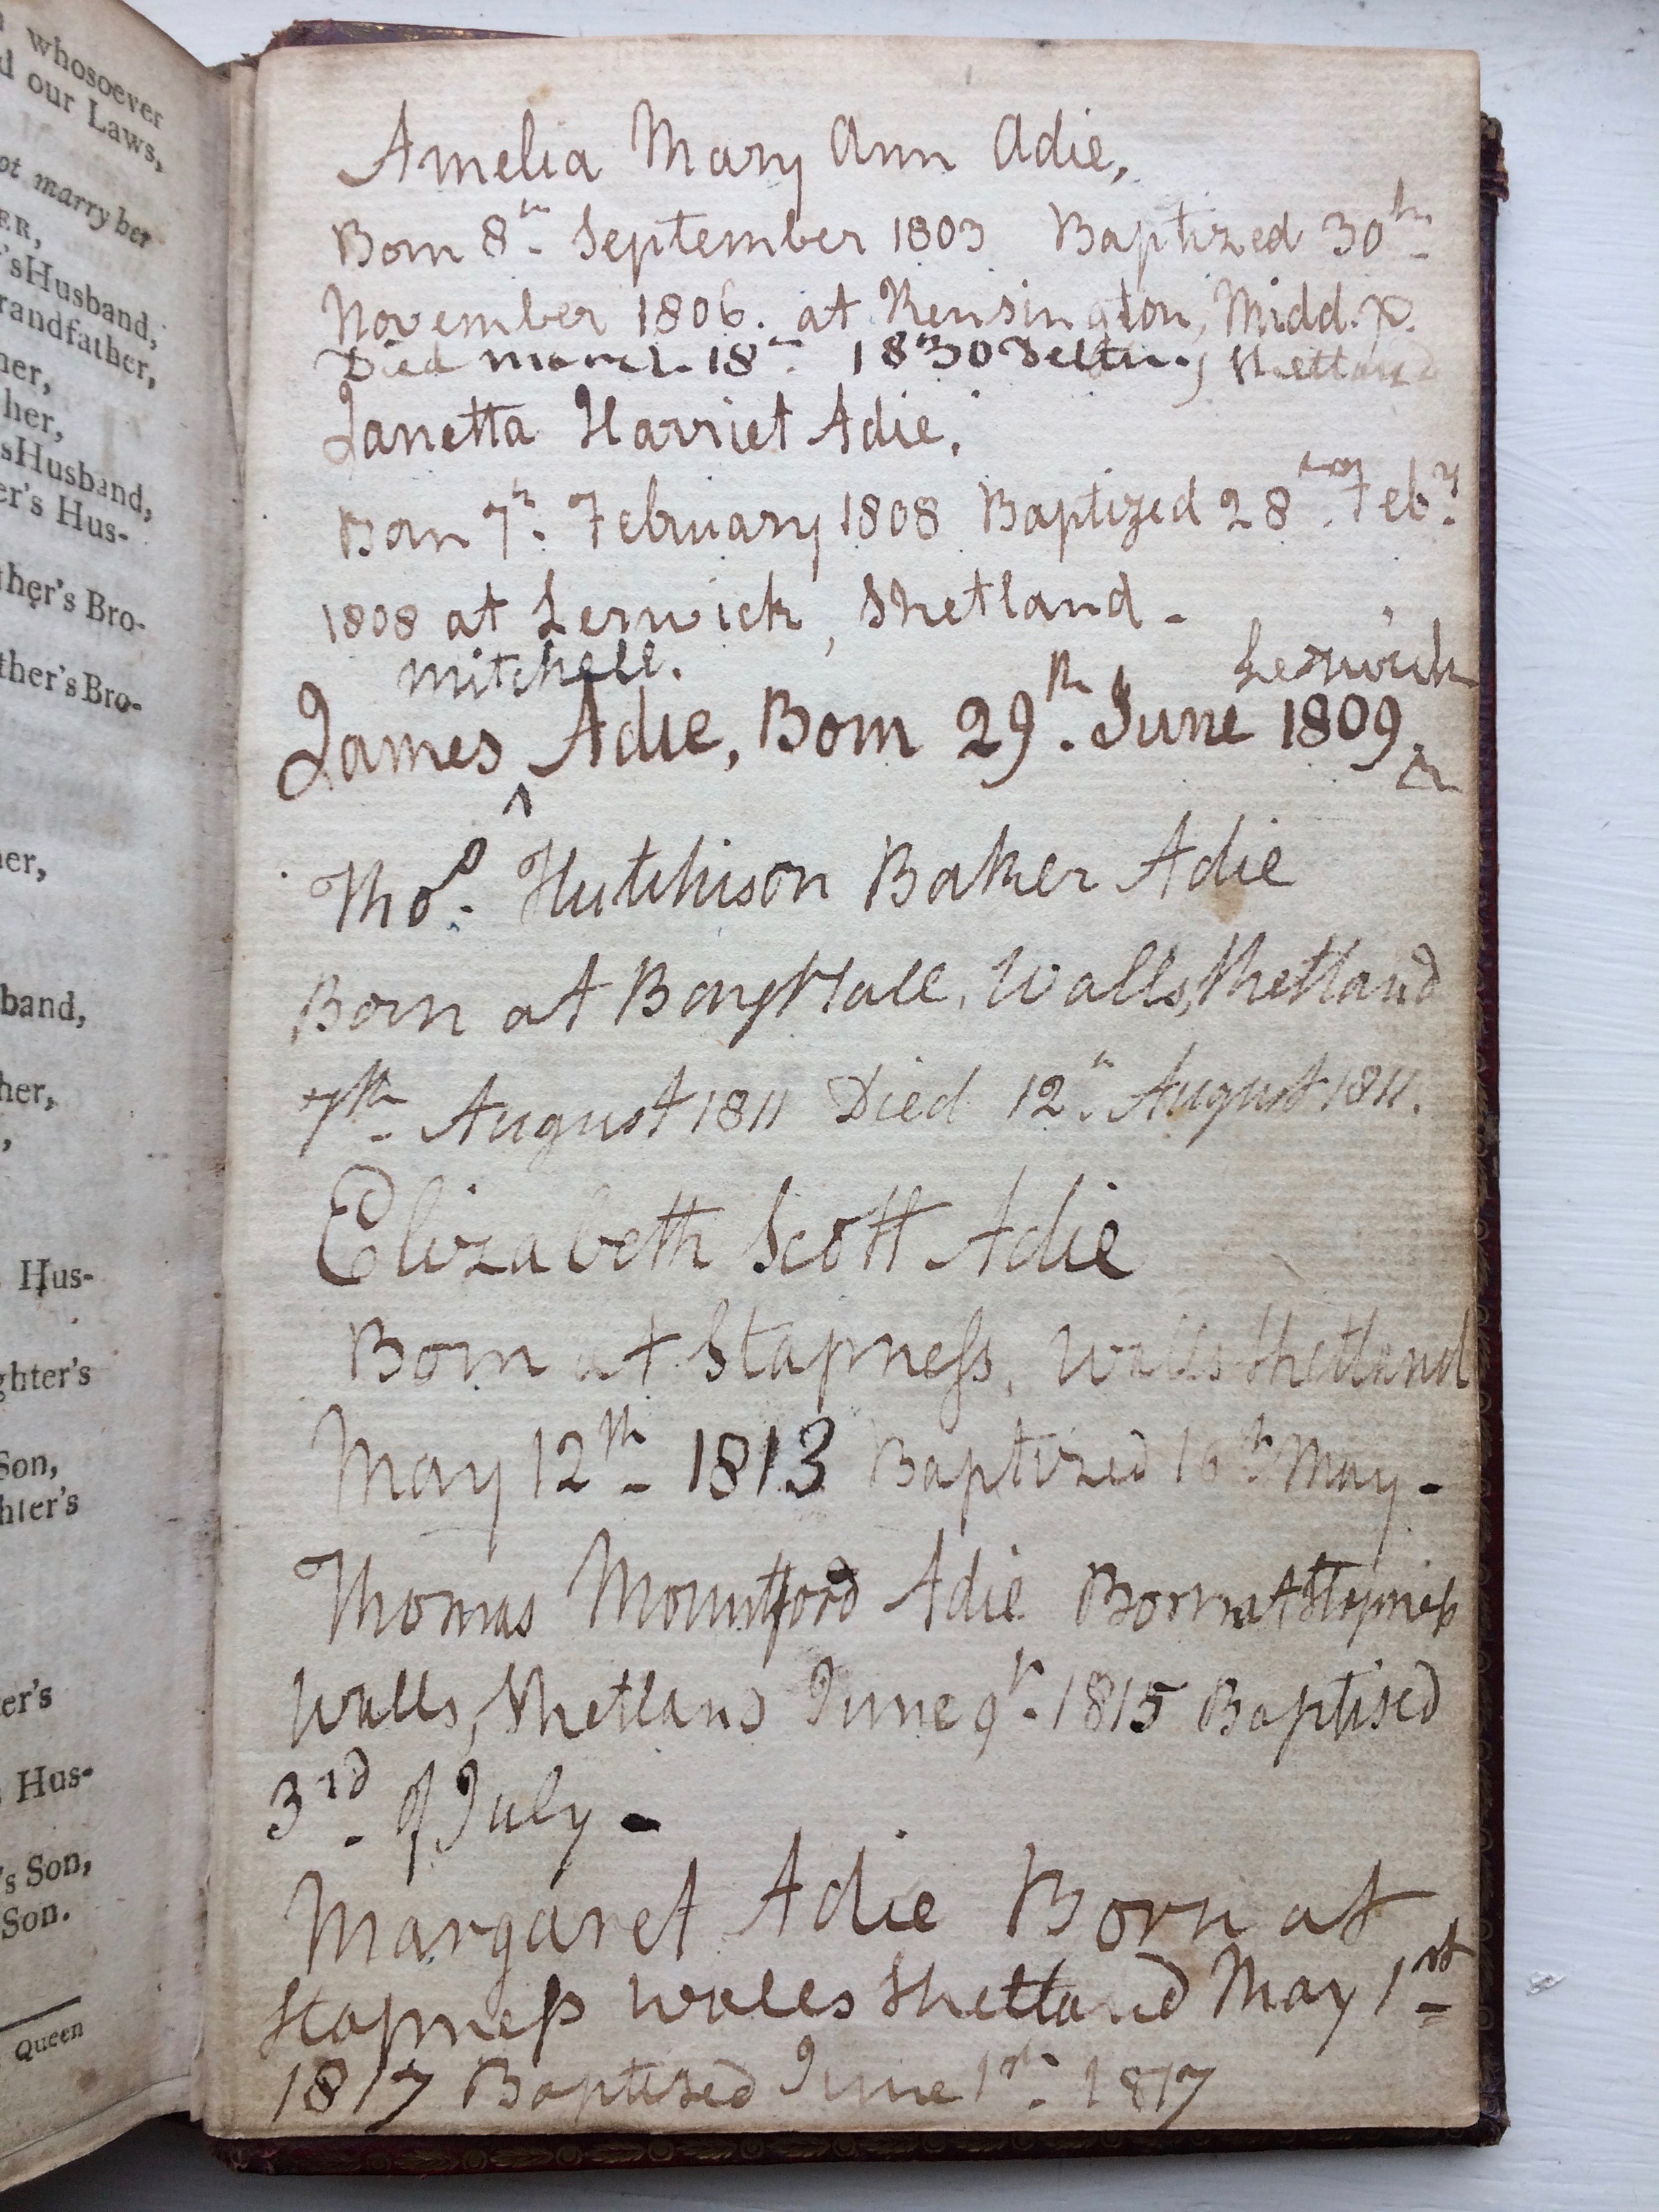 whosoever
d our Laws,
ot marry her
ER,
's Husband,
randfather,
her,
her,
sHusband,
er's Hus-
ther's Bro-
ther's Bro-
her,
band,
her,
Hus-
ghter's
Son,
hter's
er's
Hus-
's Son,
Son.
Queen
Amelia Mary Ann Adie,
Born 8th September 1803 Baptized 30th
November 1806. at Kensington, Midd.x.
Died March 18th 1830 Delting, Shetland
Janetta Harriet Adie.
Born 7th February 1808 Baptized 28th Feby
1808 at Lerwick, Shetland -
Mitchell. Lerwick
James ^ Adie, Born 29th June 1809
Thos. Hutchison Baker Adie
Born at Walls, Shetland
7th August 1811 Died 12th August 1811.
Elizabeth Scott Adie
Born at Stapness, Walls Shetland
May 12th 1813 Baptized 16th May -
Thomas Mountford Adie Born at Stapness
Walls, Shetland June 9th 1815 Baptised
3rd of July -
Margaret Adie Born at
Stapness Walls Shetland May 1st
1817 Baptized June 1st 1817